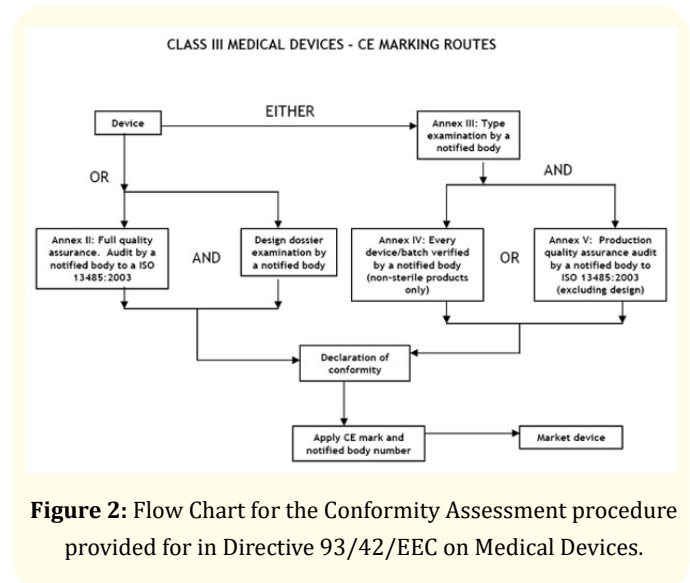 CLASS III MEDICAL DEVICES - CE MARKING ROUTES
EITHER
Device
Annex III: Type
examination by a
notified body
OR
AND
Annex II: Full quality
assurance. Audit by a
notified body to a ISO
13485:2003
AND
Design dossier
examination by
a notified body
Annex IV: Every
device/batch verified
by a notified body
(non-sterile products
only)
OR
Annex V: Production
quality assurance audit
by a notified body to
ISO 13485:2003
(excluding design)
Declaration of
conformity
Apply CE mark and
notified body number
Market device
Figure 2: Flow Chart for the Conformity Assessment procedure
provided for in Directive 93/42/EEC on Medical Devices.